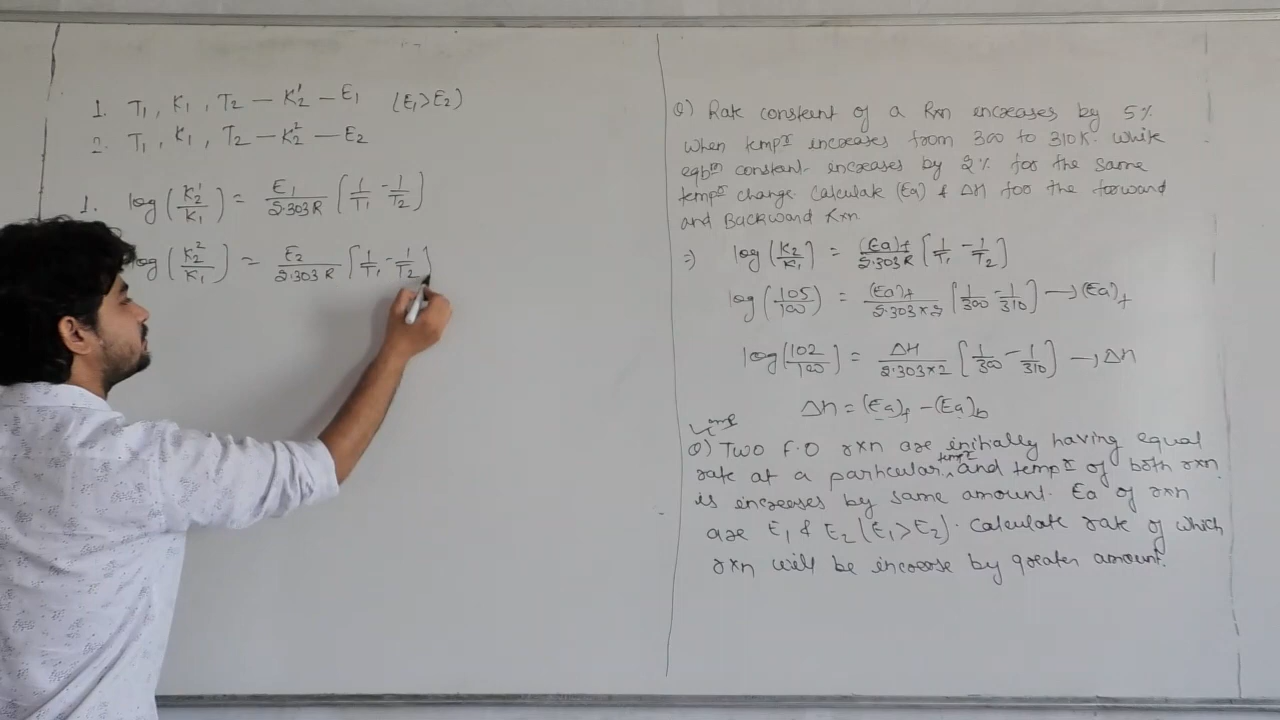 1. T₁, K₁, T₂ — K₂¹ — E₁ (E₁>E₂)
2. T₁, K₁, T₂ — K₂² — E₂
1. log(K₂¹/K₁) = E₁/2.303R [1/T₁ - 1/T₂]
log(K₂²/K₁) = E₂/2.303R [1/T₁ - 1/T₂]
Q) Rate constant of a Rxn increases by 5%
when tempr increases from 300 to 310K. While
eqbm constant increases by 2% for the same
tempr change. Calculate (Ea) & ΔH for the forward
and Backward Rxn
⇒ log(K₂/K₁) = (Ea)f/2.303R [1/T₁ - 1/T₂]
log(105/100) = (Ea)f/2.303×2 [1/300 - 1/310] → (Ea)f
log(102/100) = ΔH/2.303×2 [1/300 - 1/310] → ΔH
ΔH = (Ea)f - (Ea)b
Imp
Q) Two F.O rxn are initially having equal
rate at a particular tempr and tempr of both rxn
is increases by same amount. Ea of rxn
are E₁ & E₂ (E₁>E₂). Calculate rate of which
rxn will be increase by greater amount.